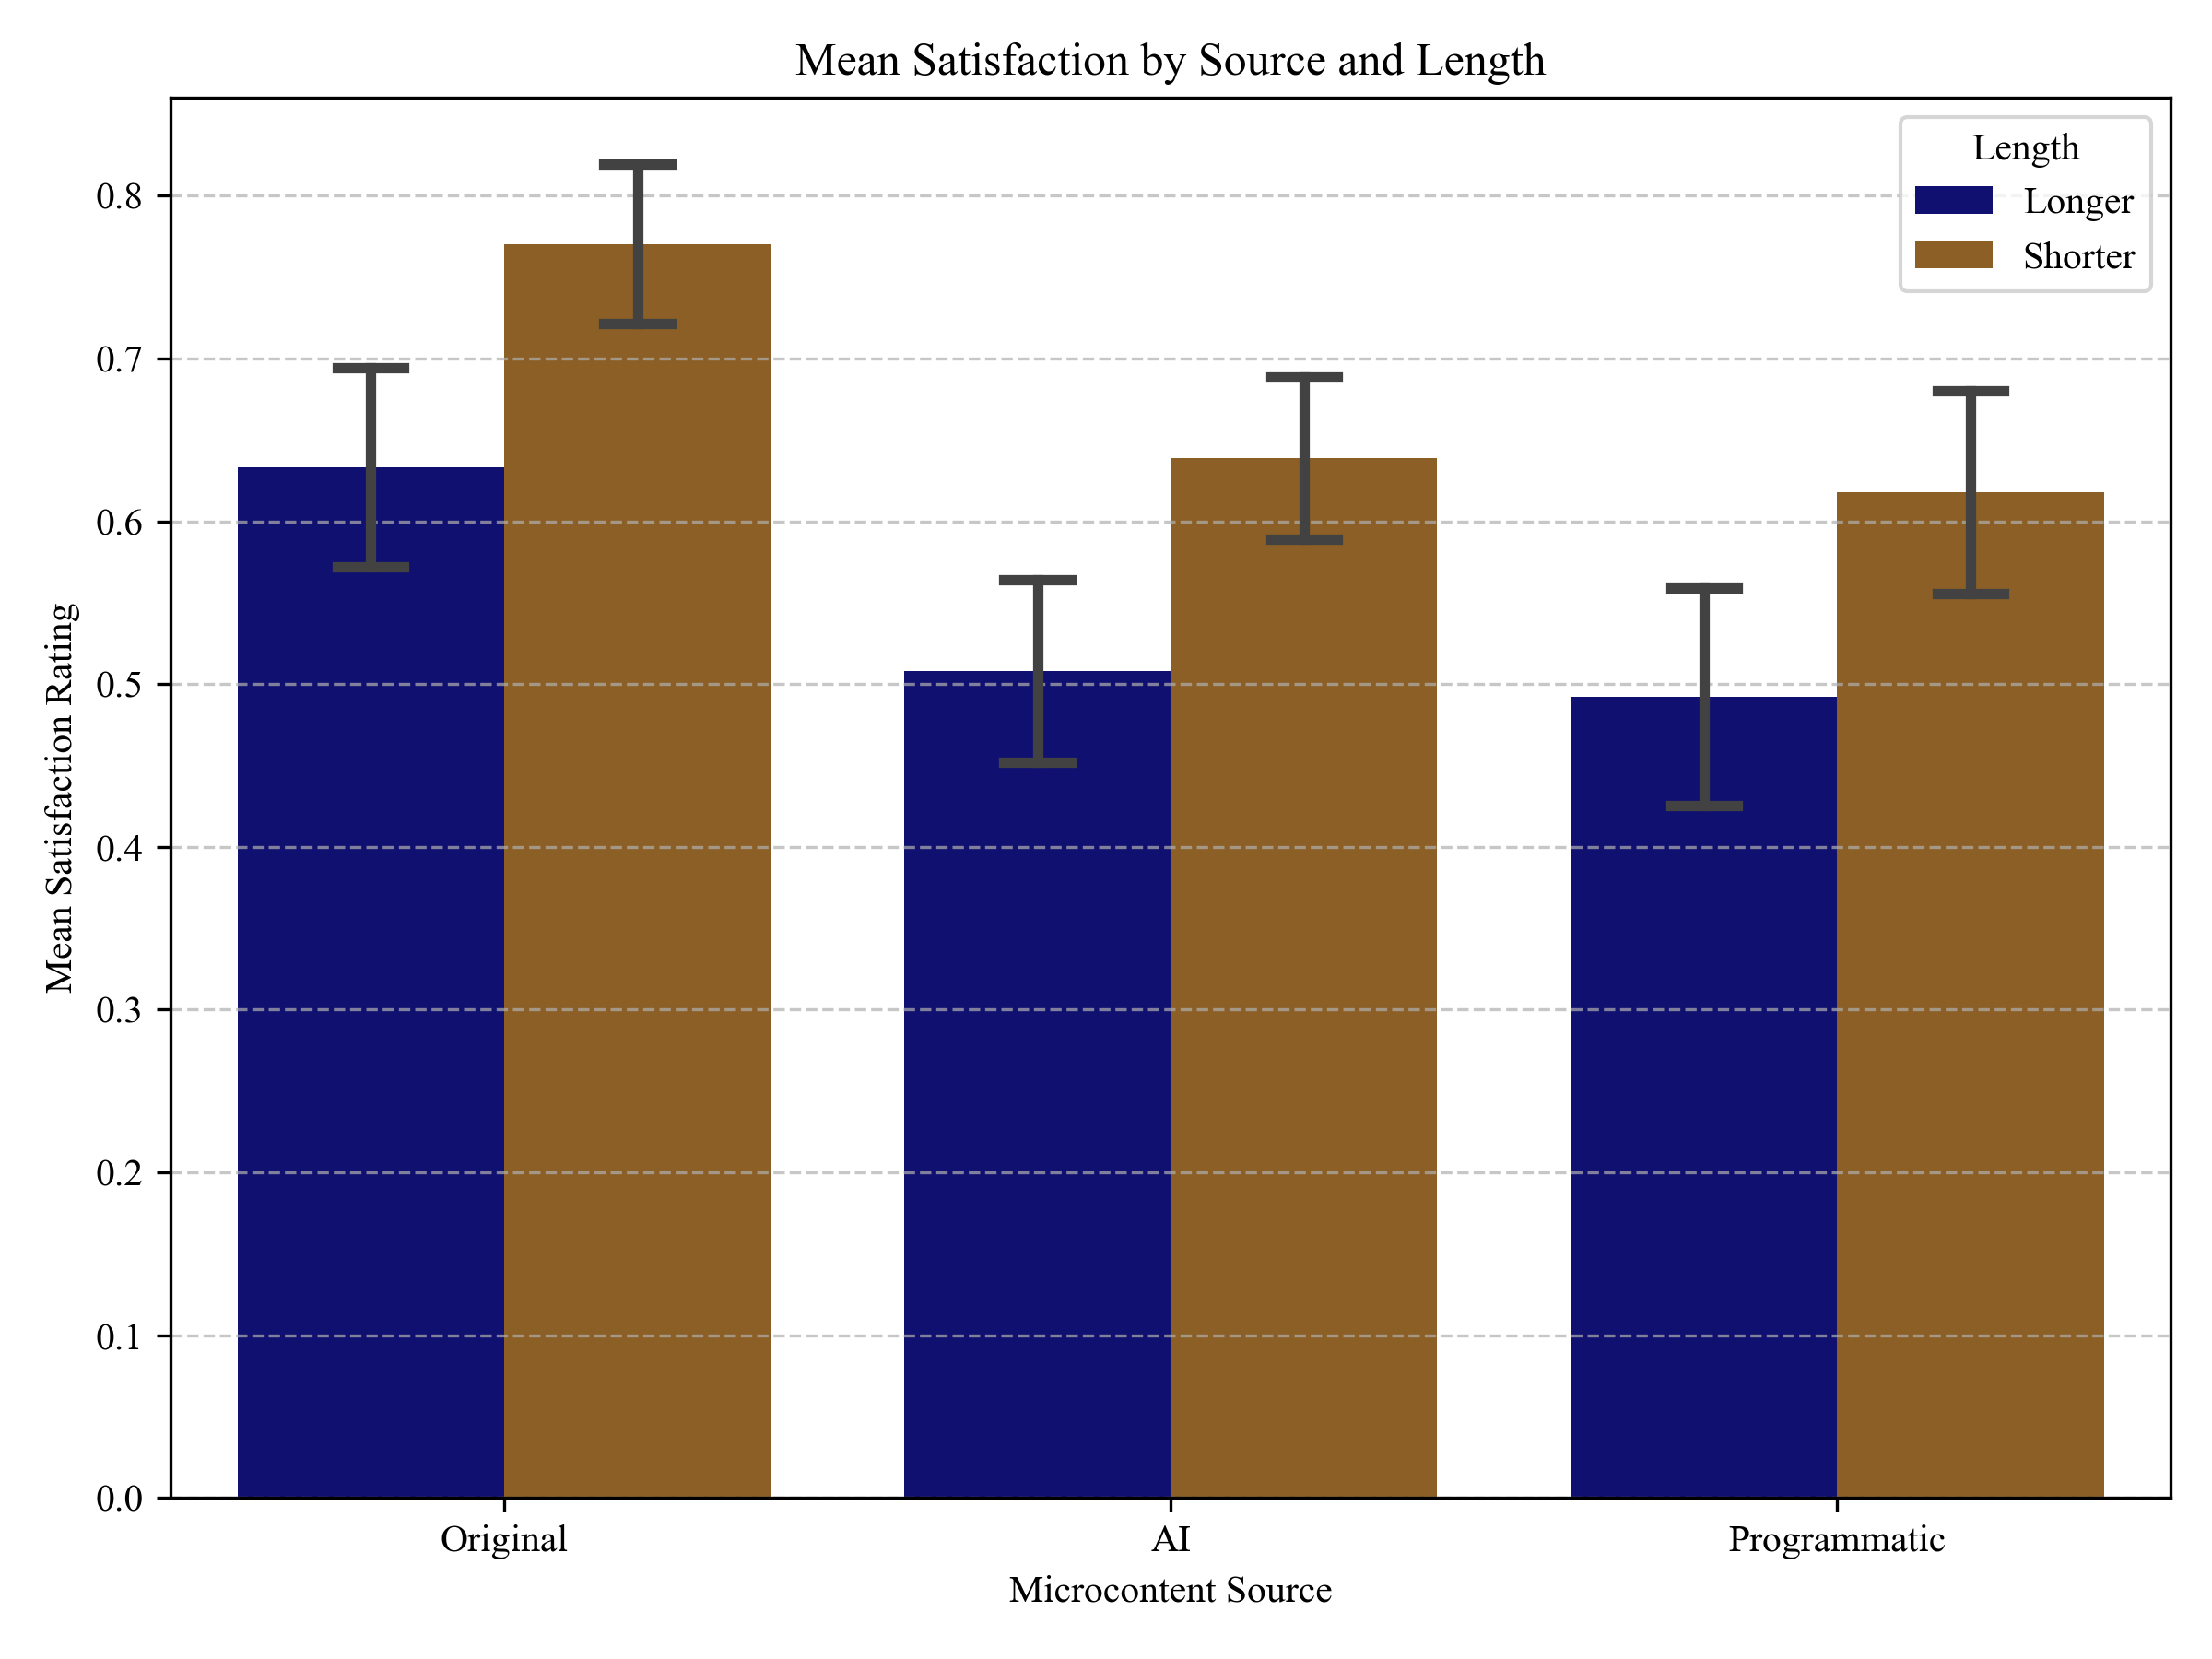 Mean Satisfaction by Source and Length
Length
Longer
Shorter
Mean Satisfaction Rating
0.8
0.7
0.6
0.5
0.4
0.3
0.2
0.1
0.0
Original
AI
Programmatic
Microcontent Source